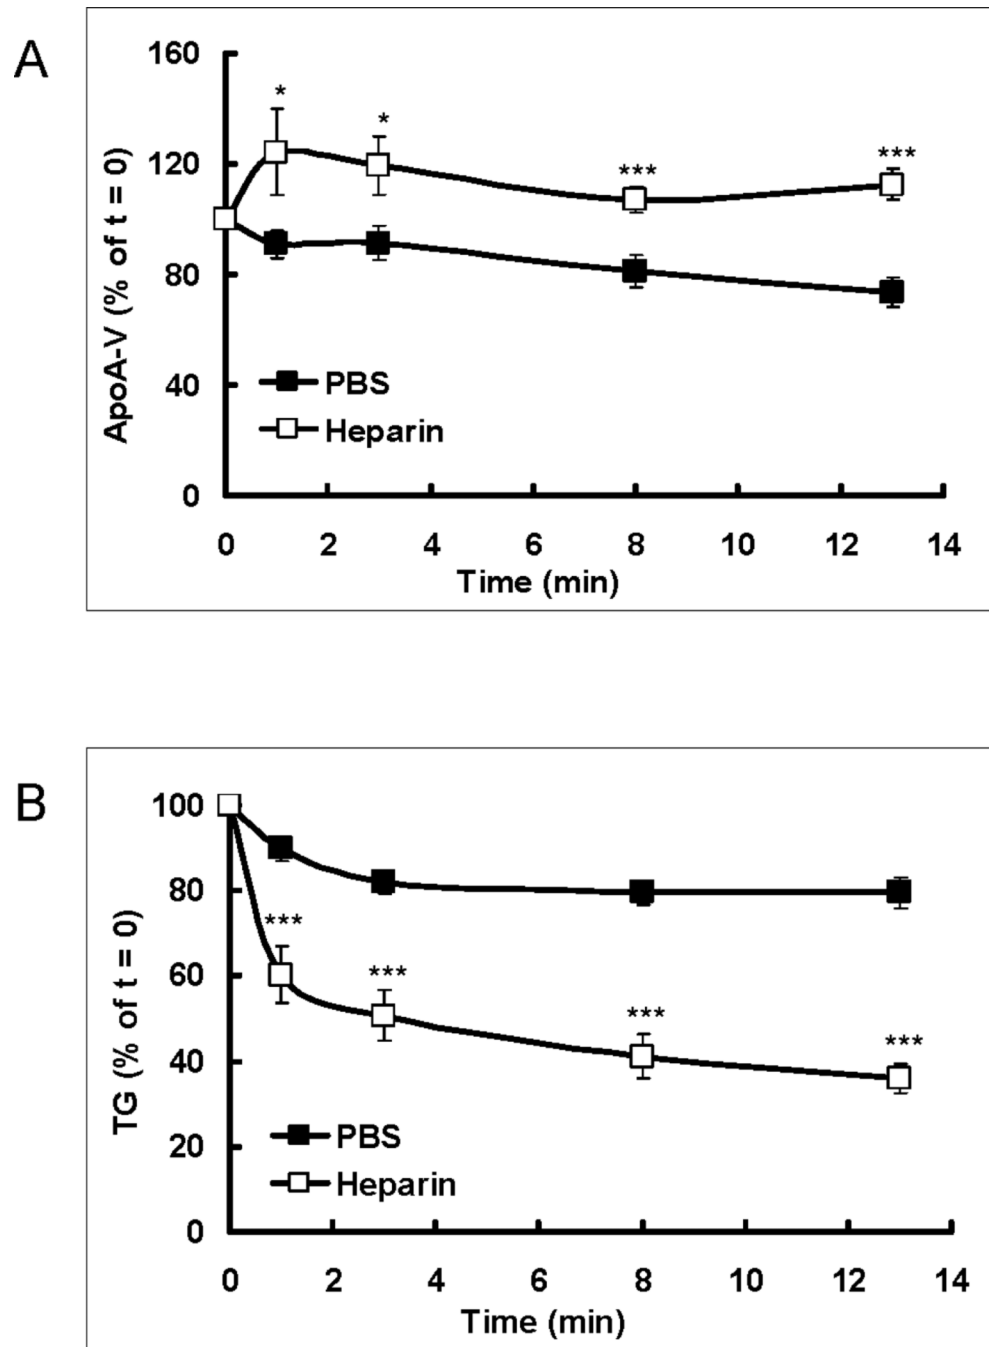 A
ApoA-V (% of t = 0)
160
120
80
40
0
*
*
***
***
PBS
Heparin
0 2 4 6 8 10 12 14
Time (min)
B
TG (% of t = 0)
100
80
60
40
20
0
***
***
***
***
PBS
Heparin
0 2 4 6 8 10 12 14
Time (min)